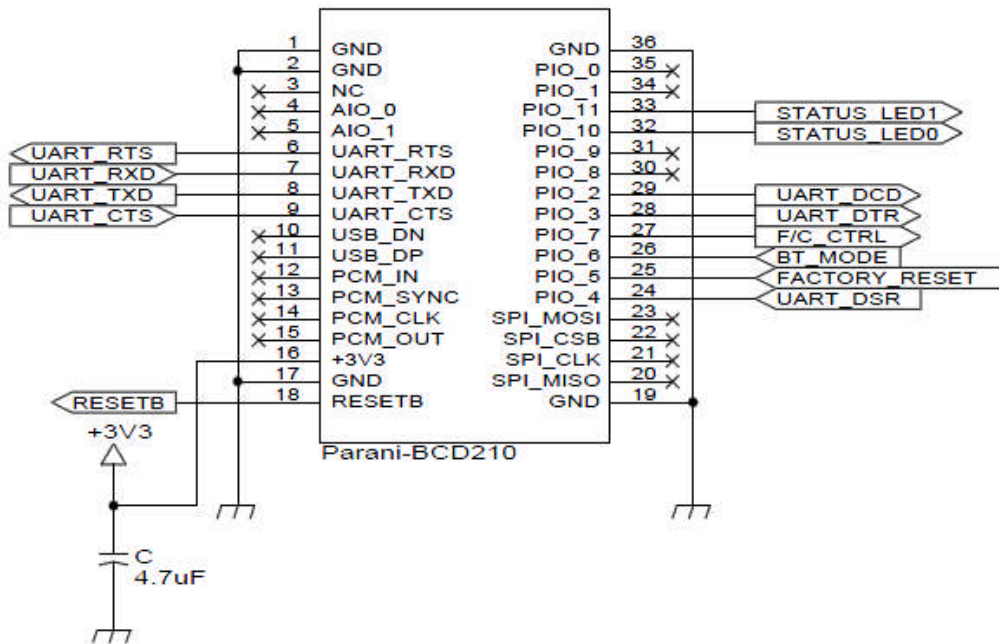 1 GND GND 36
2 GND PIO_0 35
3 NC PIO_1 34
4 AIO_0 PIO_11 33 STATUS_LED1
5 AIO_1 PIO_10 32 STATUS_LED0
UART_RTS 6 UART_RTS PIO_9 31
UART_RXD 7 UART_RXD PIO_8 30
UART_TXD 8 UART_TXD PIO_2 29 UART_DCD
UART_CTS 9 UART_CTS PIO_3 28 UART_DTR
10 USB_DN PIO_7 27 F/C_CTRL
11 USB_DP PIO_6 26 BT_MODE
12 PCM_IN PIO_5 25 FACTORY_RESET
13 PCM_SYNC PIO_4 24 UART_DSR
14 PCM_CLK SPI_MOSI 23
15 PCM_OUT SPI_CSB 22
16 +3V3 SPI_CLK 21
17 GND SPI_MISO 20
RESETB 18 RESETB GND 19
+3V3
Parani-BCD210
C
4.7uF